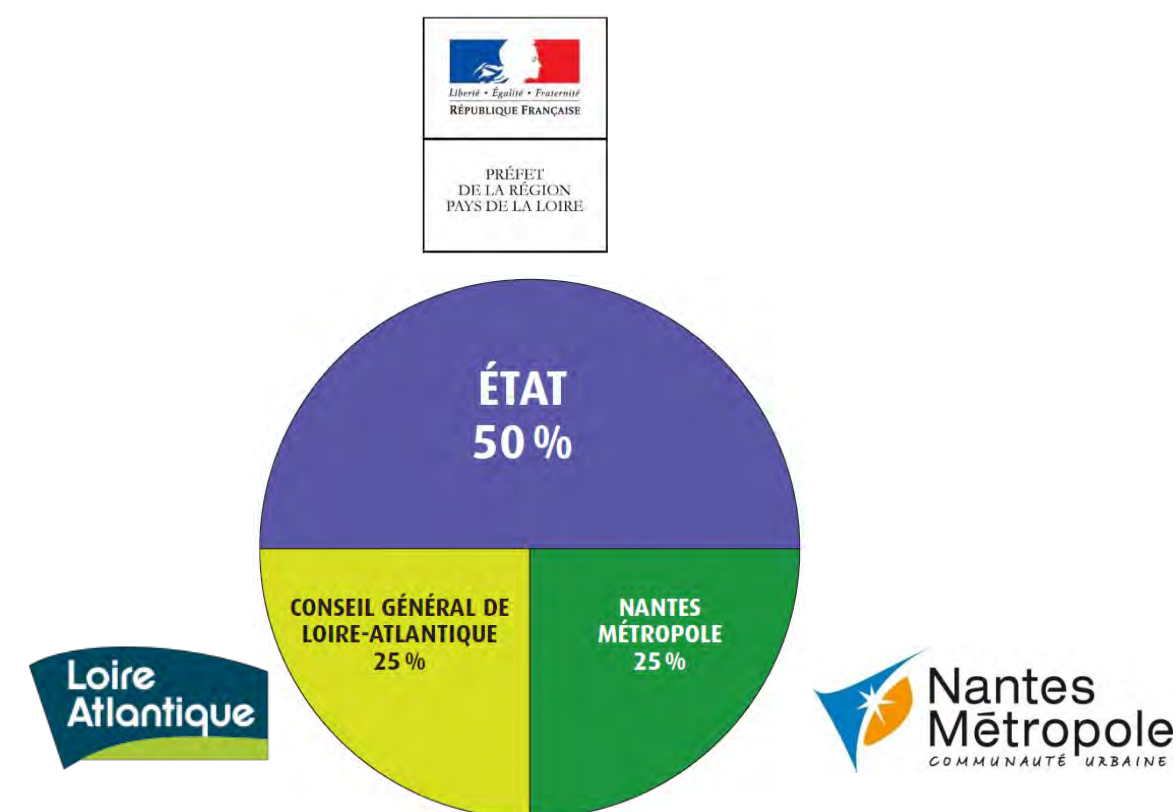 Liberté • Égalité • Fraternité
RÉPUBLIQUE FRANÇAISE
PRÉFET
DE LA RÉGION
PAYS DE LA LOIRE
ÉTAT
50 %
CONSEIL GÉNÉRAL DE
LOIRE-ATLANTIQUE
25 %
NANTES
MÉTROPOLE
25 %
Loire
Atlantique
Nantes
Métropole
COMMUNAUTÉ URBAINE